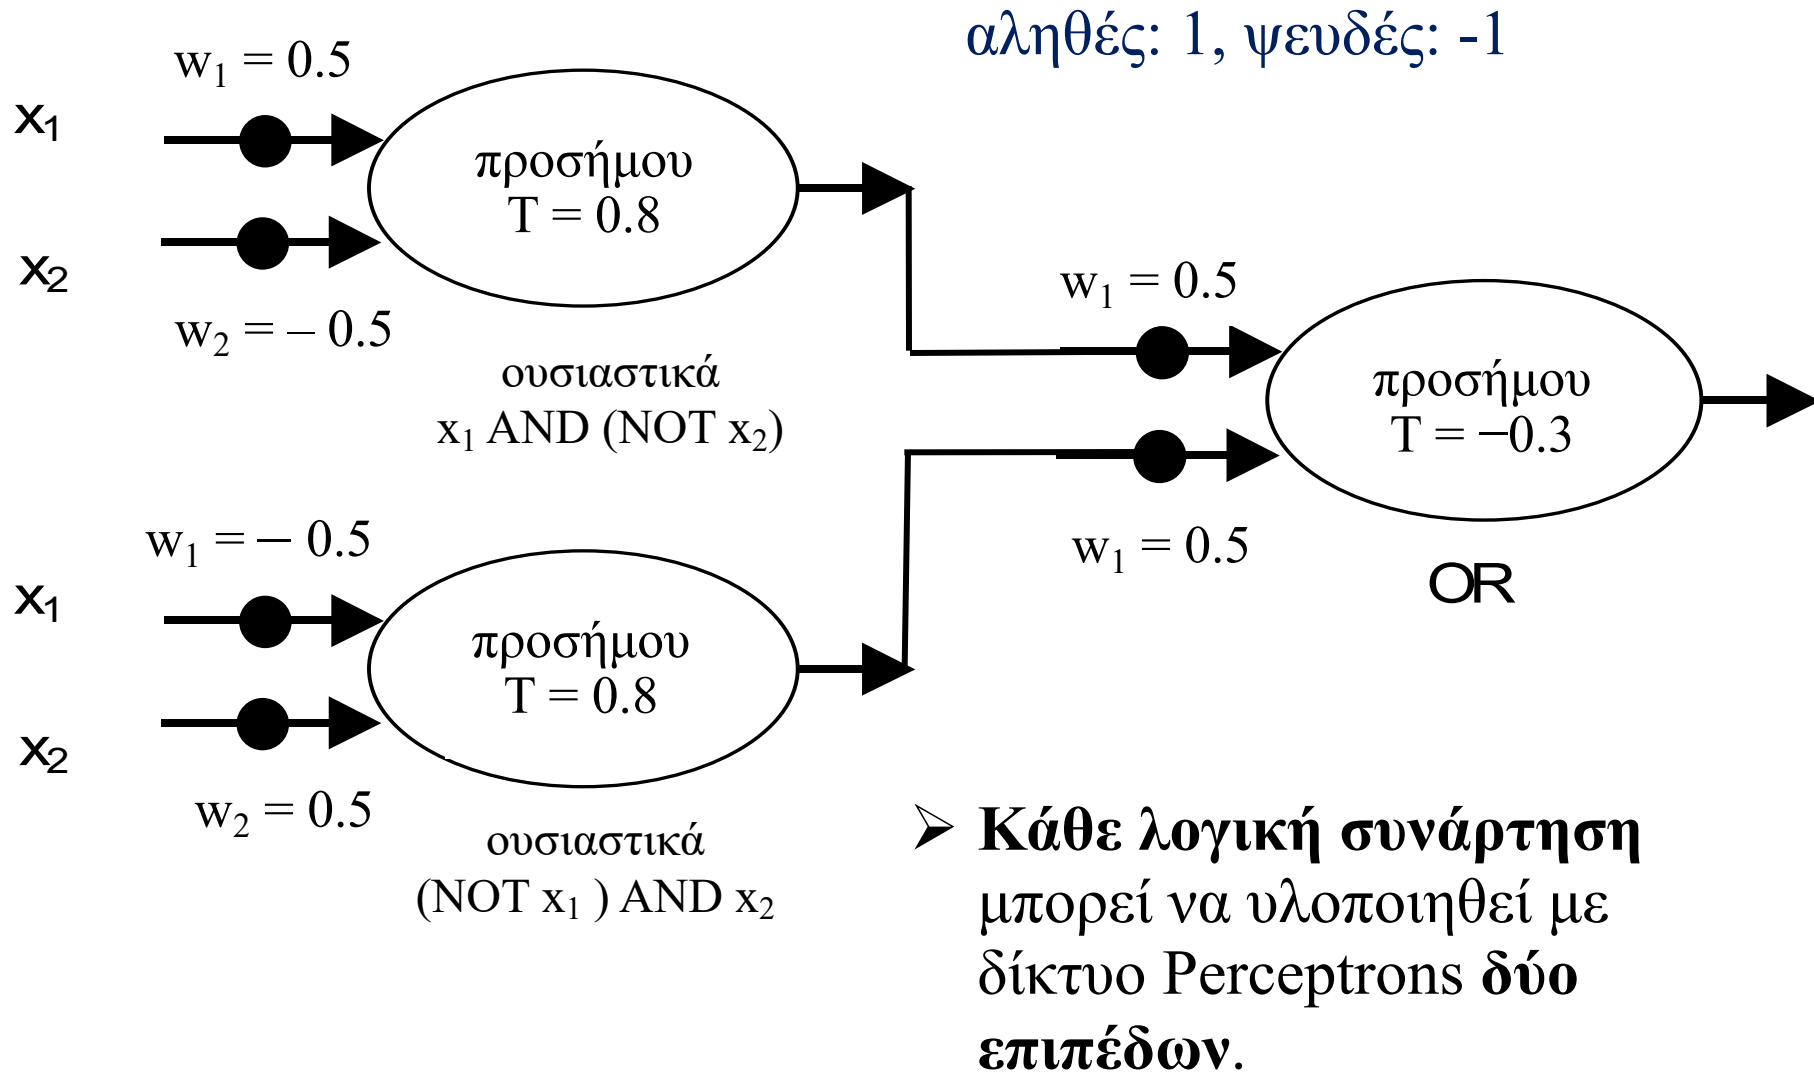 αληθές: 1, ψευδές: -1
w₁ = 0.5
x₁
προσήμου
T = 0.8
x₂
w₂ = – 0.5
ουσιαστικά
x₁ AND (NOT x₂)
w₁ = 0.5
προσήμου
T = −0.3
w₁ = 0.5
OR
w₁ = – 0.5
x₁
προσήμου
T = 0.8
x₂
w₂ = 0.5
ουσιαστικά
(NOT x₁ ) AND x₂
➢ Κάθε λογική συνάρτηση
μπορεί να υλοποιηθεί με
δίκτυο Perceptrons δύο
επιπέδων.